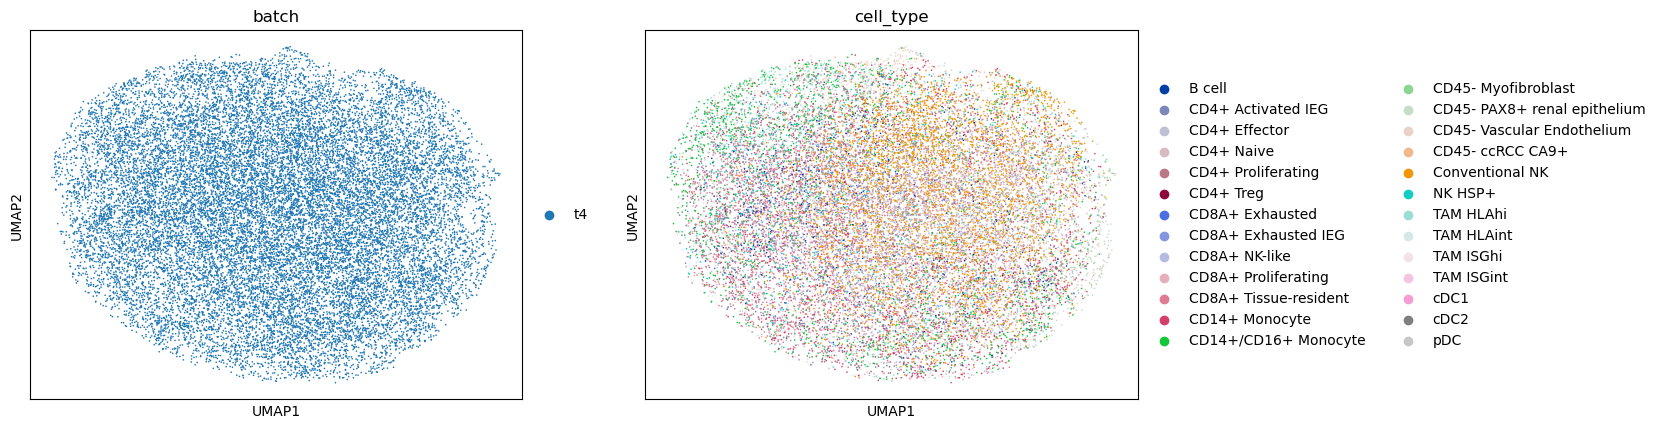 batch
UMAP2
UMAP1
t4
cell_type
UMAP2
UMAP1
B cell
CD4+ Activated IEG
CD4+ Effector
CD4+ Naive
CD4+ Proliferating
CD4+ Treg
CD8A+ Exhausted
CD8A+ Exhausted IEG
CD8A+ NK-like
CD8A+ Proliferating
CD8A+ Tissue-resident
CD14+ Monocyte
CD14+/CD16+ Monocyte
CD45- Myofibroblast
CD45- PAX8+ renal epithelium
CD45- Vascular Endothelium
CD45- ccRCC CA9+
Conventional NK
NK HSP+
TAM HLAhi
TAM HLAint
TAM ISGhi
TAM ISGint
cDC1
cDC2
pDC